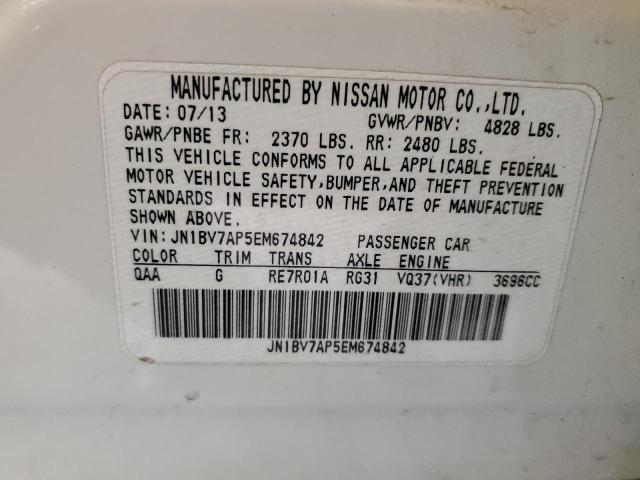 MANUFACTURED BY NISSAN MOTOR CO.,LTD.
DATE: 07/13 GVWR/PNBV: 4828 LBS.
GAWR/PNBE FR: 2370 LBS. RR: 2480 LBS.
THIS VEHICLE CONFORMS TO ALL APPLICABLE FEDERAL
MOTOR VEHICLE SAFETY,BUMPER,AND THEFT PREVENTION
STANDARDS IN EFFECT ON THE DATE OF MANUFACTURE
SHOWN ABOVE.
VIN:JN1BV7AP5EM674842 PASSENGER CAR
COLOR TRIM TRANS AXLE ENGINE
QAA G RE7R01A RG31 VQ37(VHR) 3696CC
JN1BV7AP5EM674842